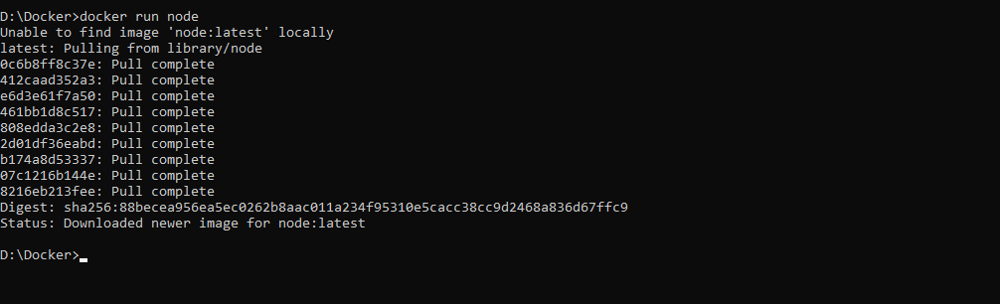 D:\Docker>docker run node
Unable to find image 'node:latest' locally
latest: Pulling from library/node
0c6b8ff8c37e: Pull complete
412caad352a3: Pull complete
e6d3e61f7a50: Pull complete
461bb1d8c517: Pull complete
808edda3c2e8: Pull complete
2d01df36eabd: Pull complete
b174a8d53337: Pull complete
07c1216b144e: Pull complete
8216eb213fee: Pull complete
Digest: sha256:88becea956ea5ec0262b8aac011a234f95310e5cacc38cc9d2468a836d67ffc9
Status: Downloaded newer image for node:latest
D:\Docker>